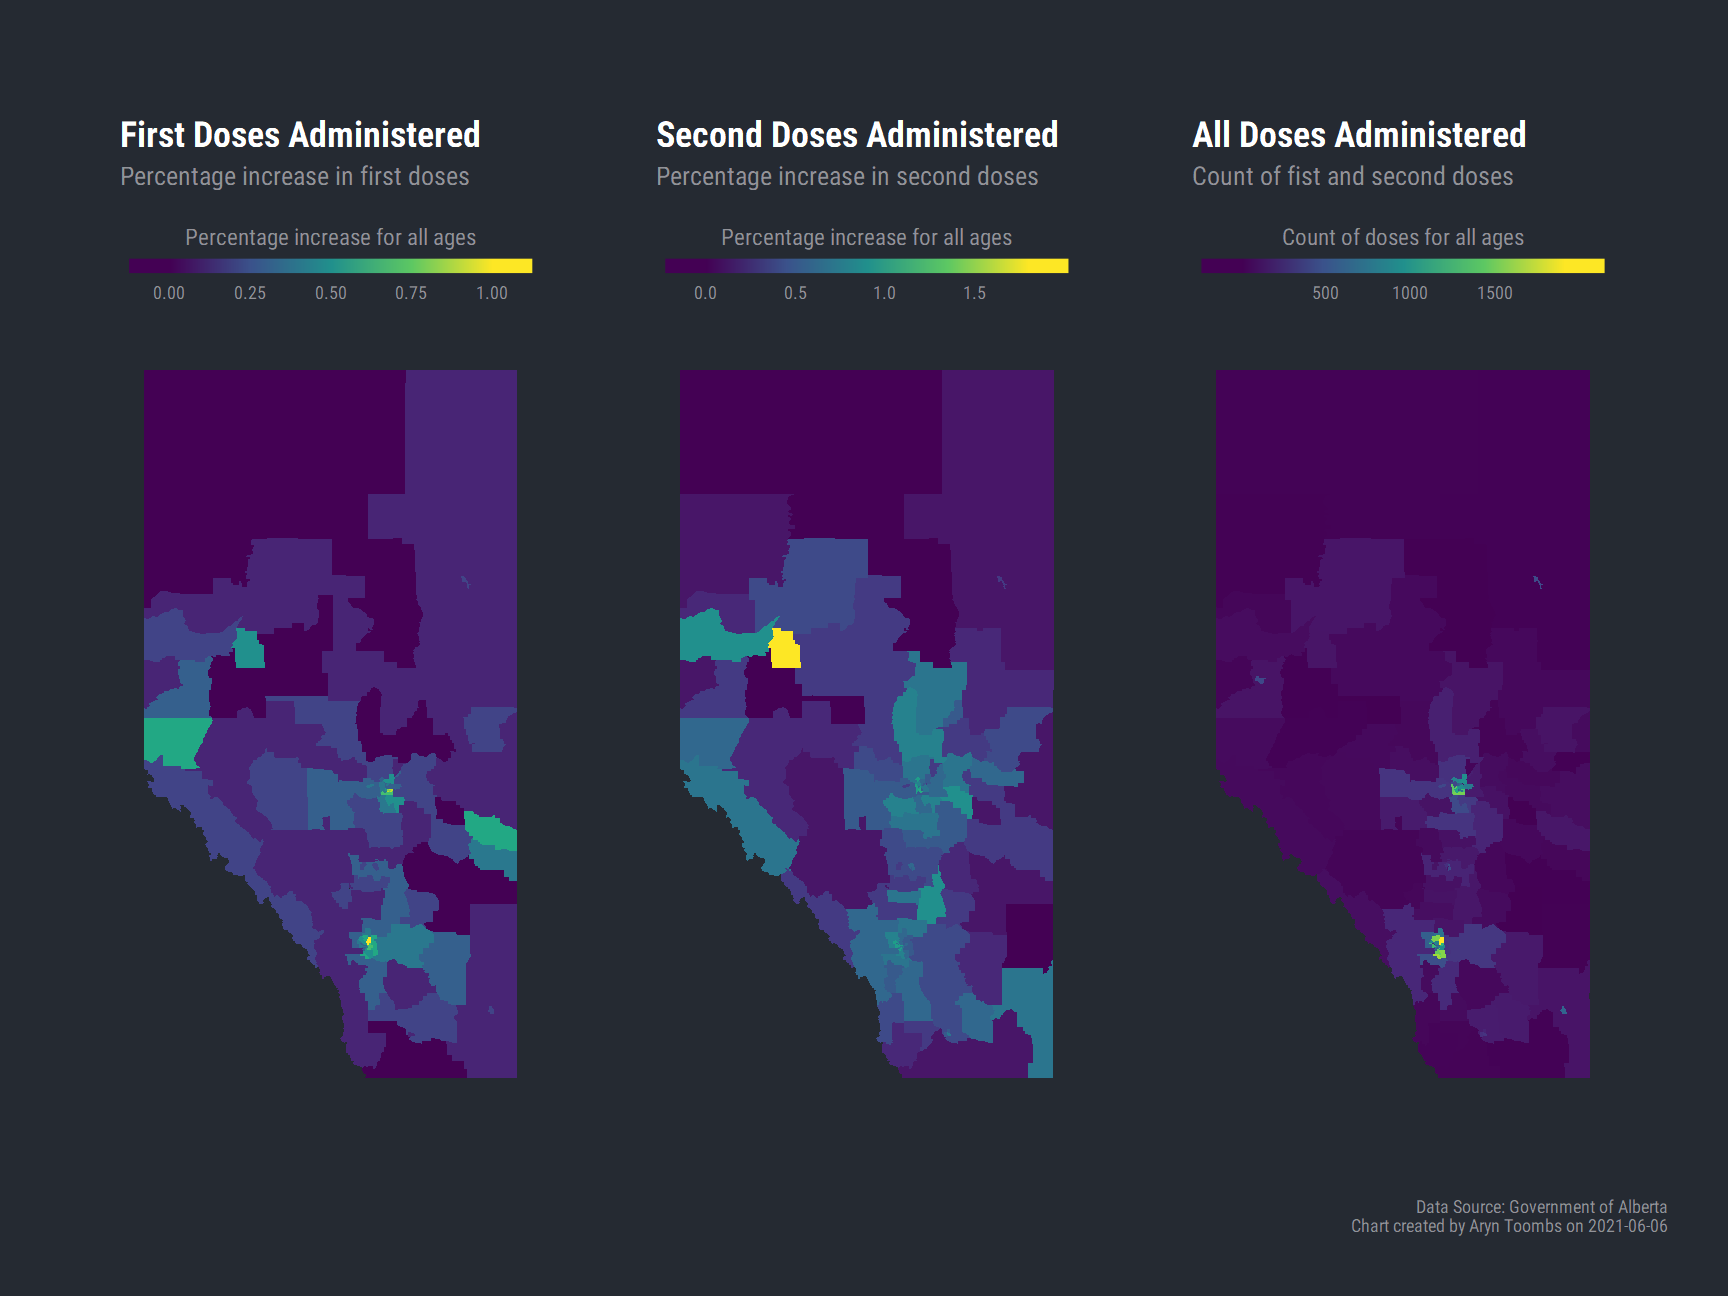 First Doses Administered
Percentage increase in first doses
Percentage increase for all ages
0.00 0.25 0.50 0.75 1.00
Second Doses Administered
Percentage increase in second doses
Percentage increase for all ages
0.0 0.5 1.0 1.5
All Doses Administered
Count of fist and second doses
Count of doses for all ages
500 1000 1500
Data Source: Government of Alberta
Chart created by Aryn Toombs on 2021-06-06